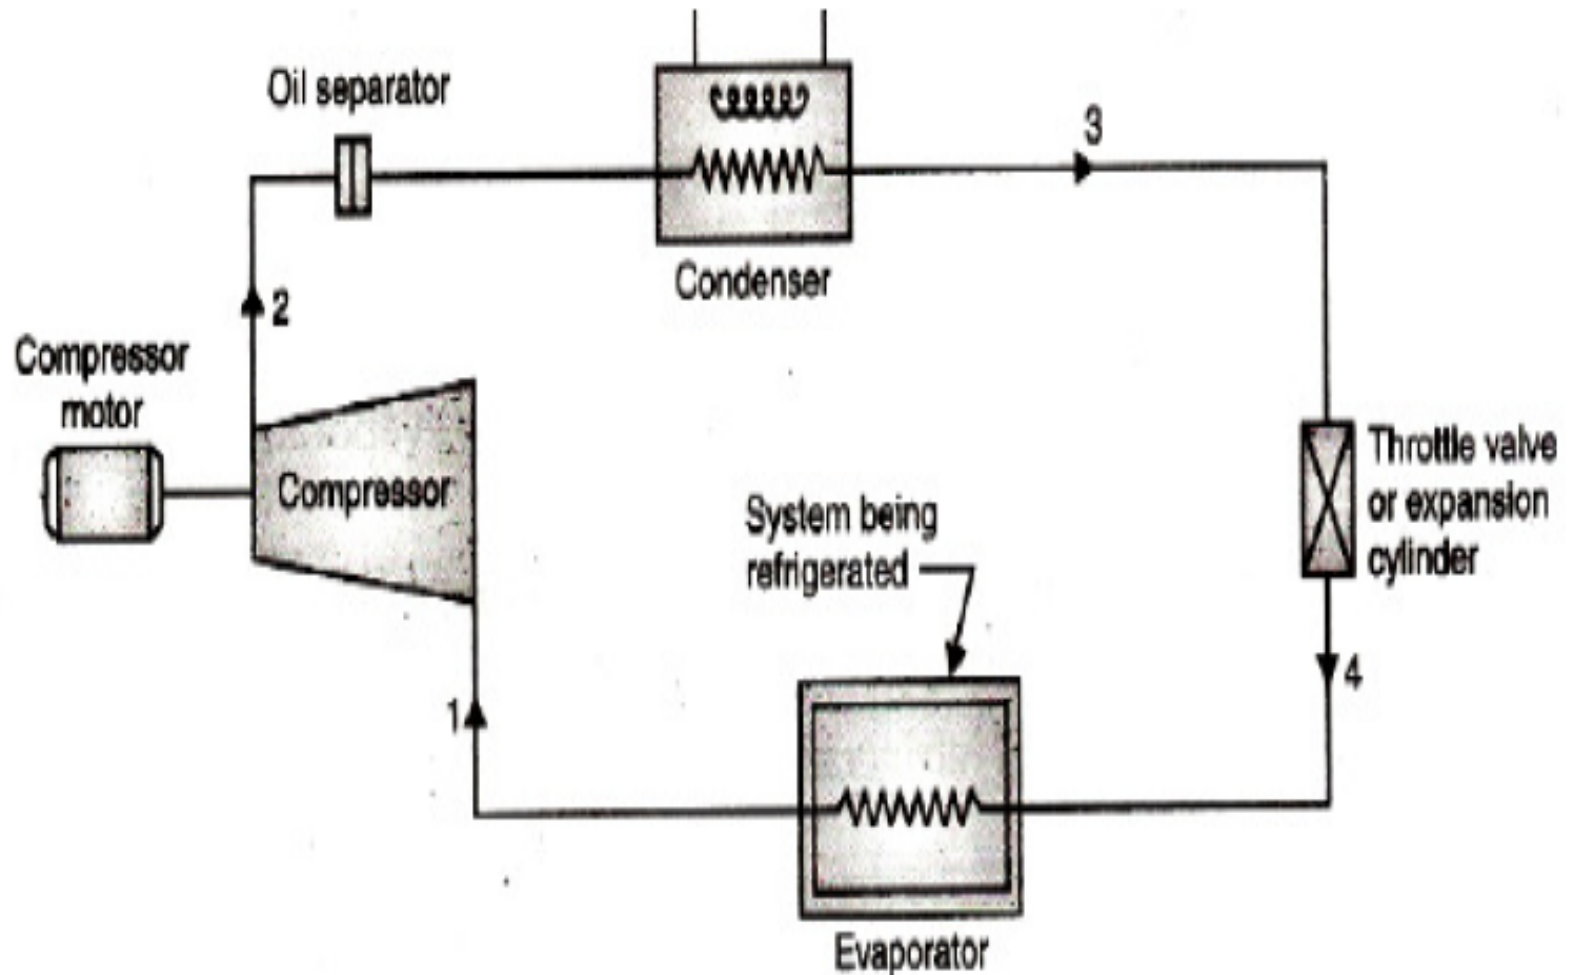 Oil separator
3
Condenser
2
Compressor
motor
Compressor
Throttle valve
or expansion
cylinder
System being
refrigerated
4
1
Evaporator